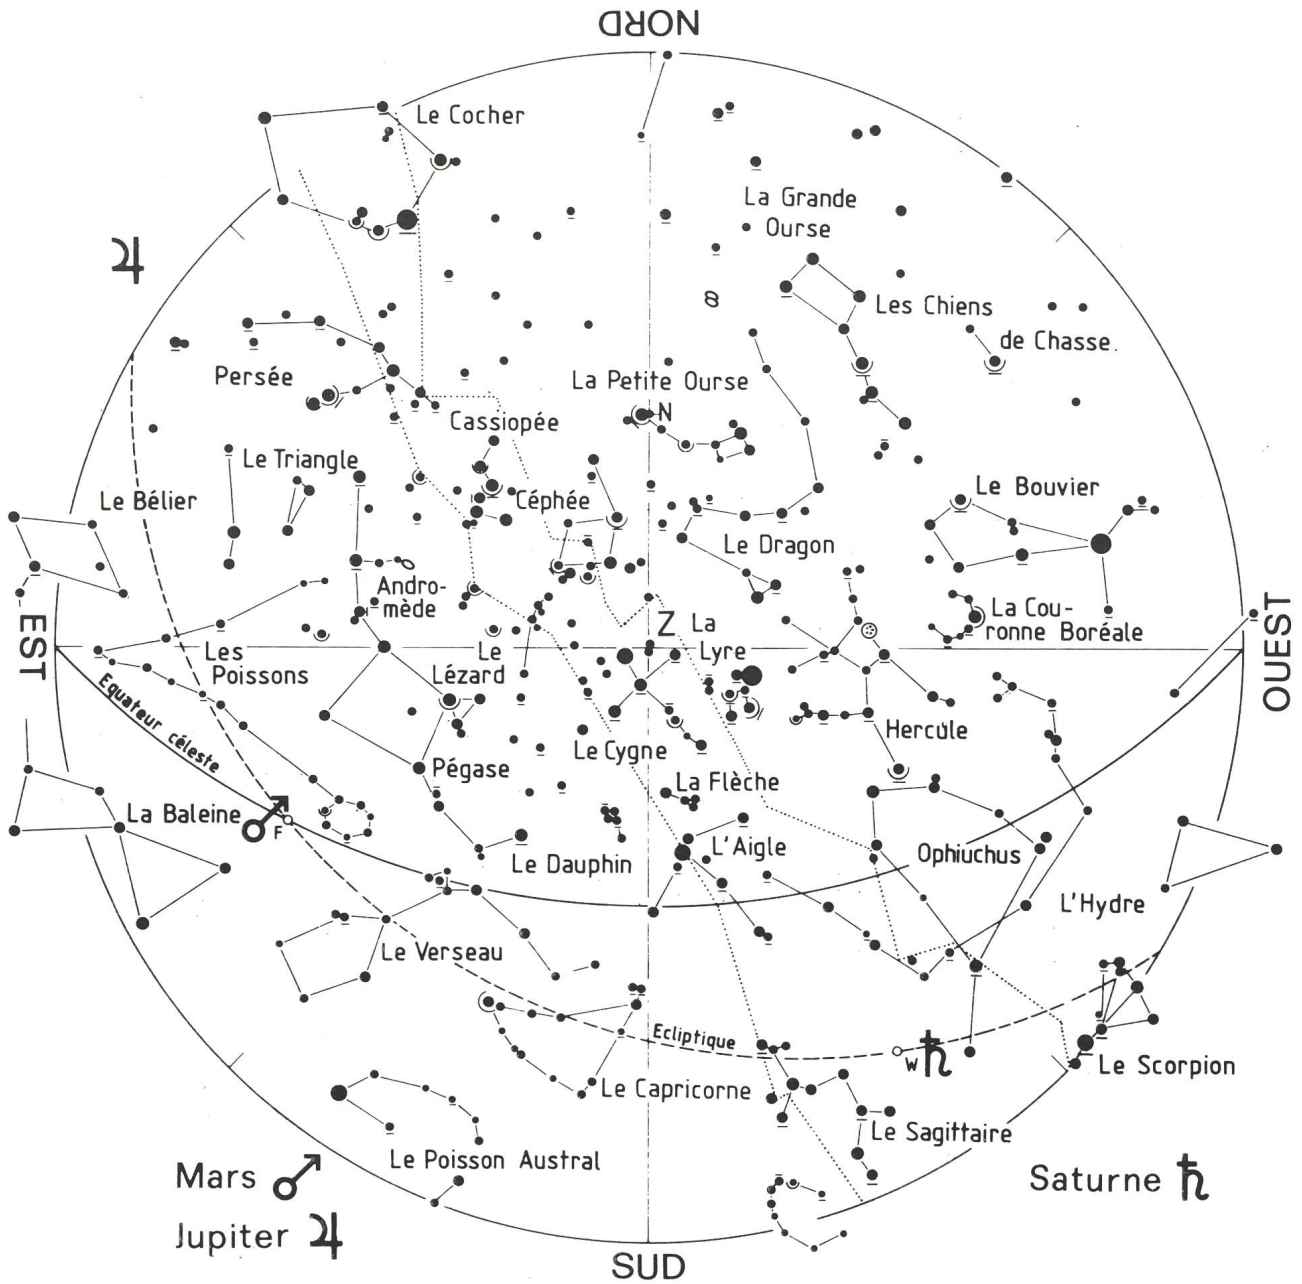 NORD
Le Cocher
La Grande
Ourse
♃
8
Les Chiens
de Chasse.
Persée
La Petite Ourse
N
Cassiopée
Le Triangle
Le Bélier
Céphée
Le Bouvier
Le Dragon
Andro-
mède
La Cou-
ronne Boréale
EST
OUEST
Z
La
Lyre
Les
Poissons
Le
Lézard
Equateur céleste
Hercule
Le Cygne
Pégase
La Flèche
La Baleine
♂
F
L'Aigle
Le Dauphin
Ophiuchus
L'Hydre
Le Verseau
Ecliptique
W
♄
Le Scorpion
Le Capricorne
Le Sagittaire
Le Poisson Austral
Mars ♂
Jupiter ♃
Saturne ♄
SUD